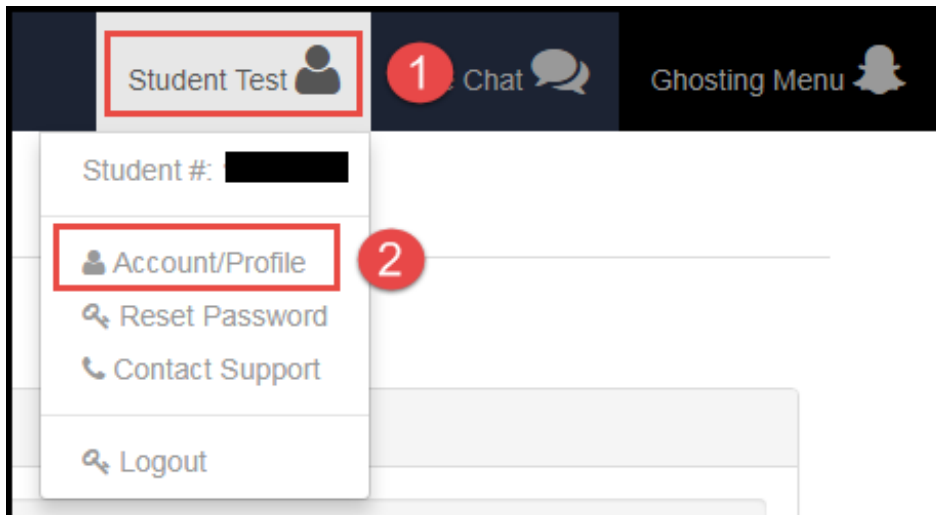 Student Test 1 Chat Ghosting Menu
Student #:
Account/Profile 2
Reset Password
Contact Support
Logout